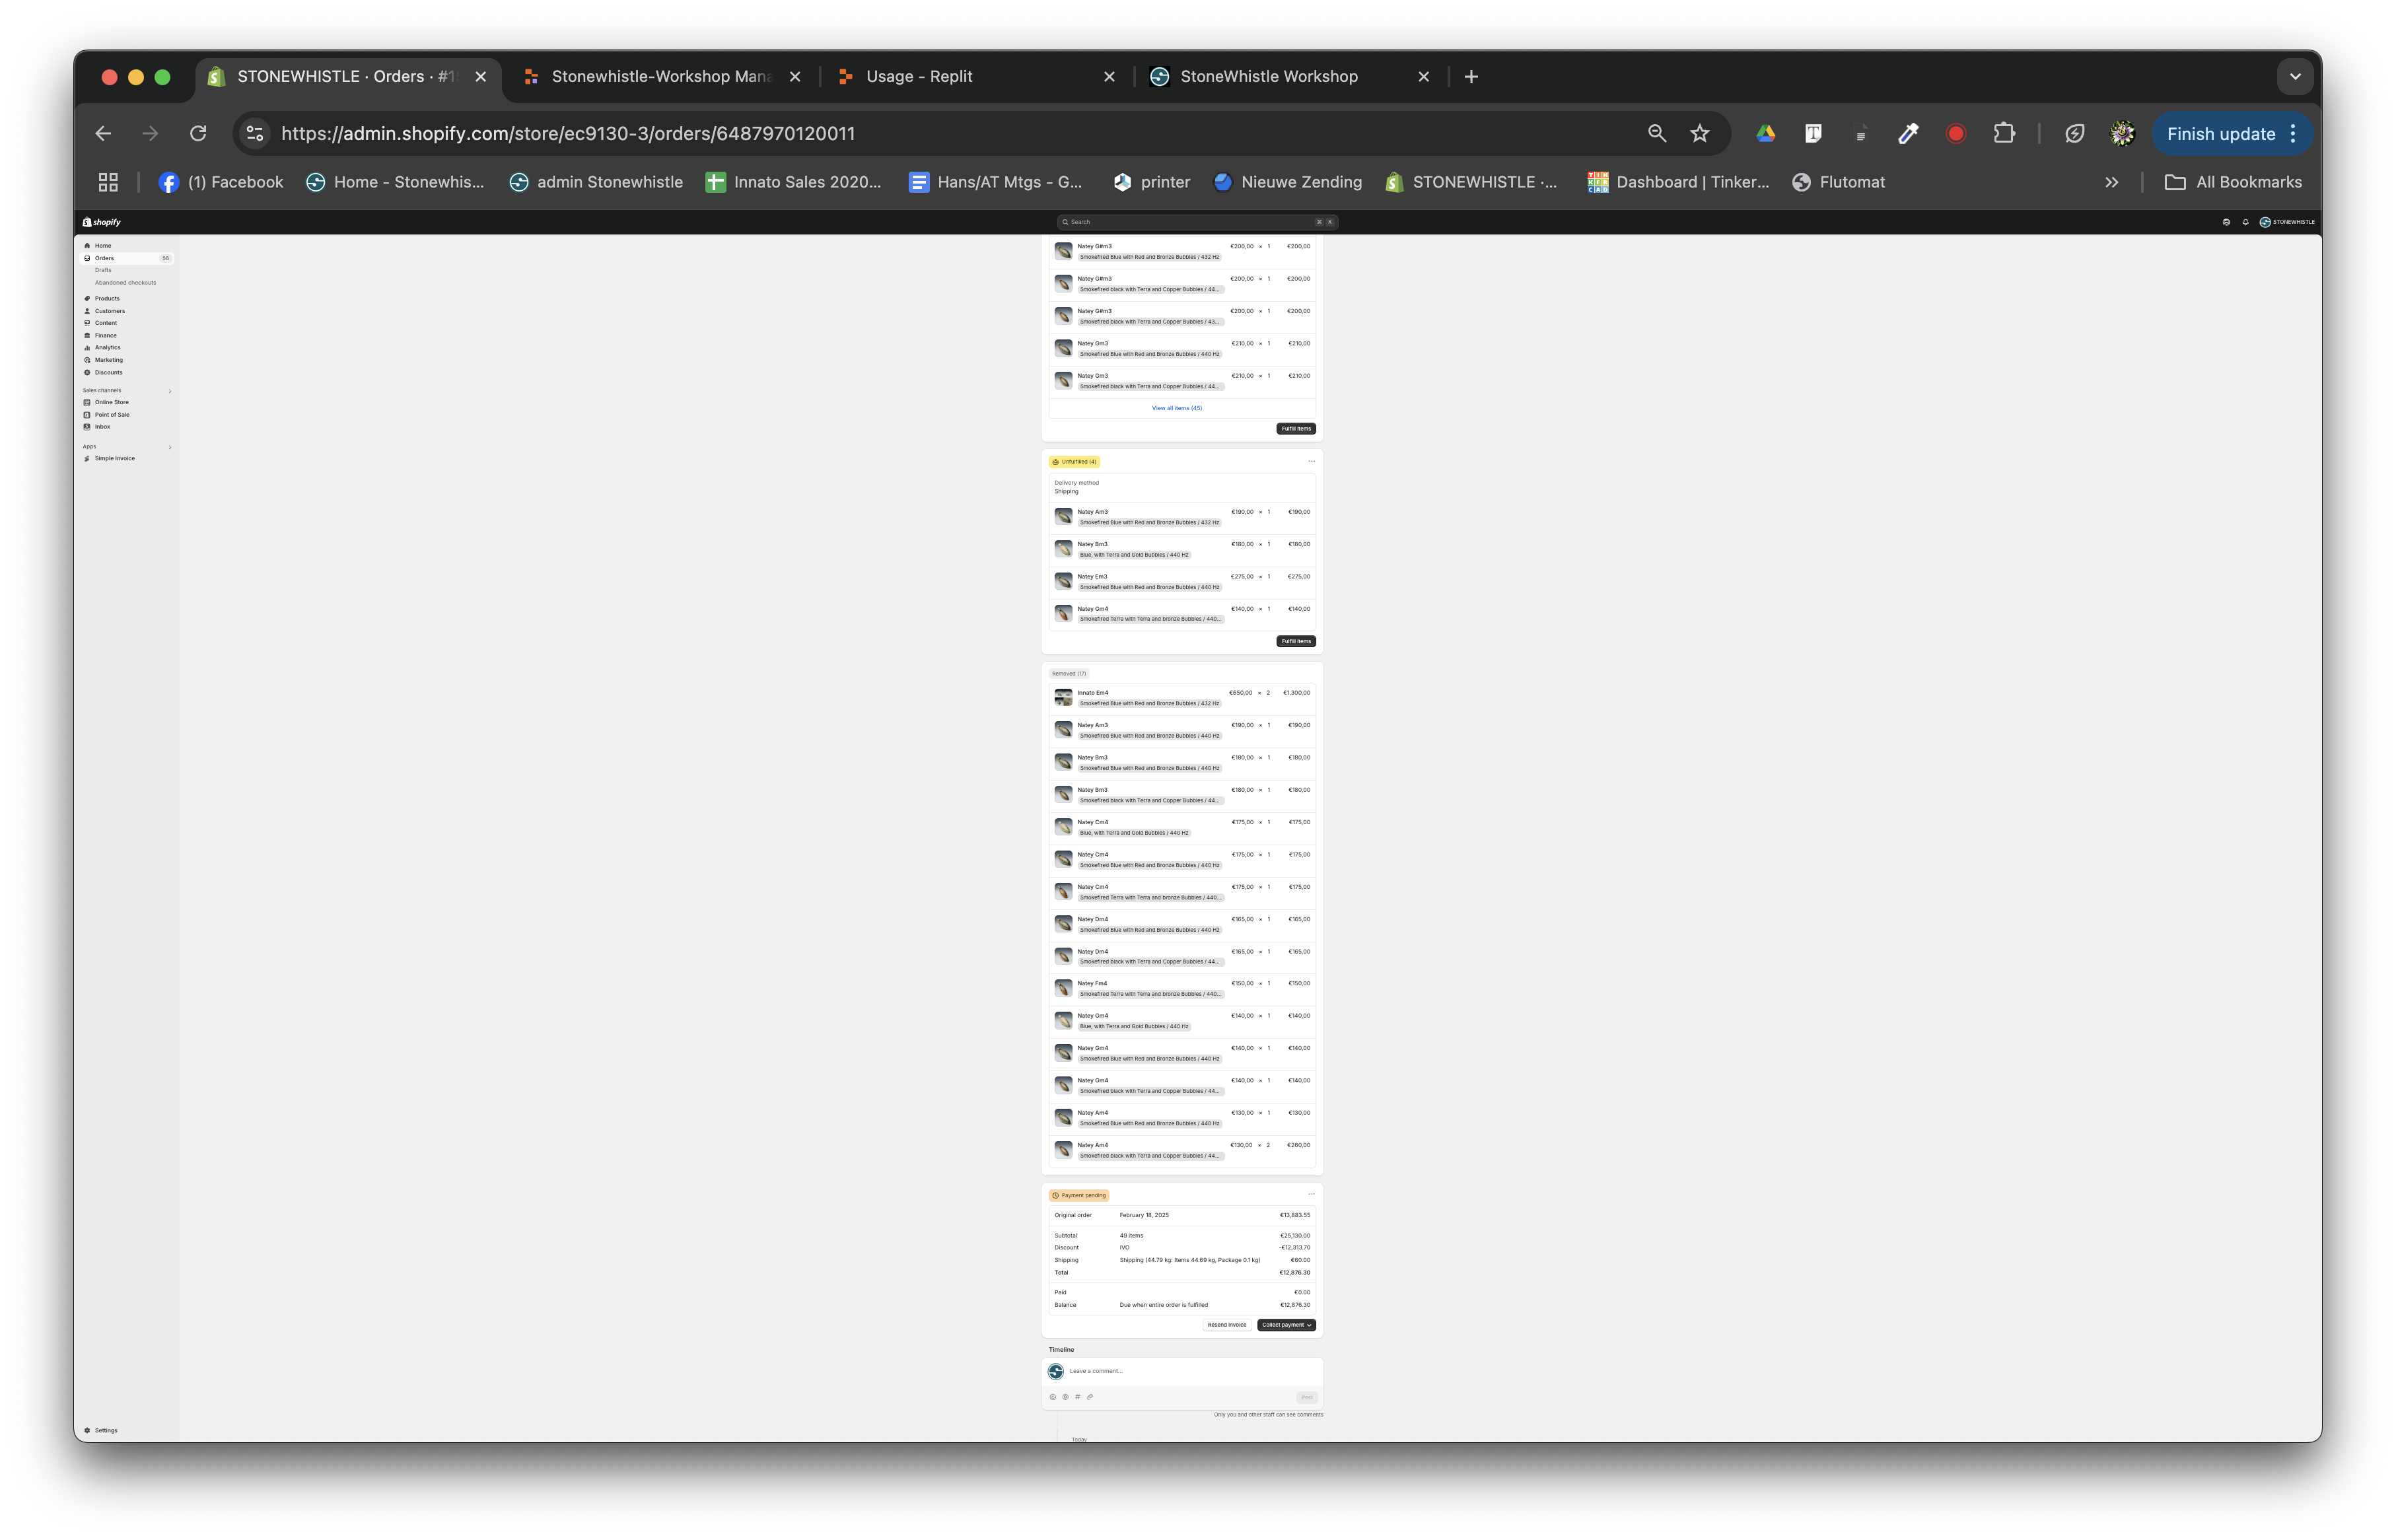 STONEWHISTLE · Orders · #1
Stonewhistle-Workshop Mana
Usage - Replit
StoneWhistle Workshop
https://admin.shopify.com/store/ec9130-3/orders/6487970120011
Finish update
(1) Facebook
Home - Stonewhis...
admin Stonewhistle
Innato Sales 2020...
Hans/AT Mtgs - G...
printer
Nieuwe Zending
STONEWHISTLE ·...
Dashboard | Tinker...
Flutomat
All Bookmarks
shopify
Search
⌘ K
STONEWHISTLE
Home
Orders 56
Drafts
Abandoned checkouts
Products
Customers
Content
Finance
Analytics
Marketing
Discounts
Sales channels
Online Store
Point of Sale
Inbox
Apps
Simple Invoice
Settings
Natey G#m3 €200,00 × 1 €200,00
Smokefired Blue with Red and Bronze Bubbles / 432 Hz
Natey G#m3 €200,00 × 1 €200,00
Smokefired black with Terra and Copper Bubbles / 44...
Natey G#m3 €200,00 × 1 €200,00
Smokefired black with Terra and Copper Bubbles / 43...
Natey Gm3 €210,00 × 1 €210,00
Smokefired Blue with Red and Bronze Bubbles / 440 Hz
Natey Gm3 €210,00 × 1 €210,00
Smokefired black with Terra and Copper Bubbles / 44...
View all items (45)
Fulfill items
Unfulfilled (4)
Delivery method
Shipping
Natey Am3 €190,00 × 1 €190,00
Smokefired Blue with Red and Bronze Bubbles / 432 Hz
Natey Bm3 €180,00 × 1 €180,00
Blue, with Terra and Gold Bubbles / 440 Hz
Natey Em3 €275,00 × 1 €275,00
Smokefired Blue with Red and Bronze Bubbles / 440 Hz
Natey Gm4 €140,00 × 1 €140,00
Smokefired Terra with Terra and bronze Bubbles / 440...
Fulfill items
Removed (17)
Innato Em4 €650,00 × 2 €1.300,00
Smokefired Blue with Red and Bronze Bubbles / 432 Hz
Natey Am3 €190,00 × 1 €190,00
Smokefired Blue with Red and Bronze Bubbles / 440 Hz
Natey Bm3 €180,00 × 1 €180,00
Smokefired Blue with Red and Bronze Bubbles / 440 Hz
Natey Bm3 €180,00 × 1 €180,00
Smokefired black with Terra and Copper Bubbles / 44...
Natey Cm4 €175,00 × 1 €175,00
Blue, with Terra and Gold Bubbles / 440 Hz
Natey Cm4 €175,00 × 1 €175,00
Smokefired Blue with Red and Bronze Bubbles / 440 Hz
Natey Cm4 €175,00 × 1 €175,00
Smokefired Terra with Terra and bronze Bubbles / 440...
Natey Dm4 €165,00 × 1 €165,00
Smokefired Blue with Red and Bronze Bubbles / 440 Hz
Natey Dm4 €165,00 × 1 €165,00
Smokefired black with Terra and Copper Bubbles / 44...
Natey Fm4 €150,00 × 1 €150,00
Smokefired Terra with Terra and bronze Bubbles / 440...
Natey Gm4 €140,00 × 1 €140,00
Blue, with Terra and Gold Bubbles / 440 Hz
Natey Gm4 €140,00 × 1 €140,00
Smokefired Blue with Red and Bronze Bubbles / 440 Hz
Natey Gm4 €140,00 × 1 €140,00
Smokefired black with Terra and Copper Bubbles / 44...
Natey Am4 €130,00 × 1 €130,00
Smokefired Blue with Red and Bronze Bubbles / 440 Hz
Natey Am4 €130,00 × 2 €260,00
Smokefired black with Terra and Copper Bubbles / 44...
Payment pending
Original order February 18, 2025 €13,883.55
Subtotal 49 items €25,130.00
Discount IVO -€12,313.70
Shipping Shipping (44.79 kg: Items 44.69 kg, Package 0.1 kg) €60.00
Total €12,876.30
Paid €0.00
Balance Due when entire order is fulfilled €12,876.30
Resend invoice
Collect payment
Timeline
Leave a comment...
Post
Only you and other staff can see comments
Today